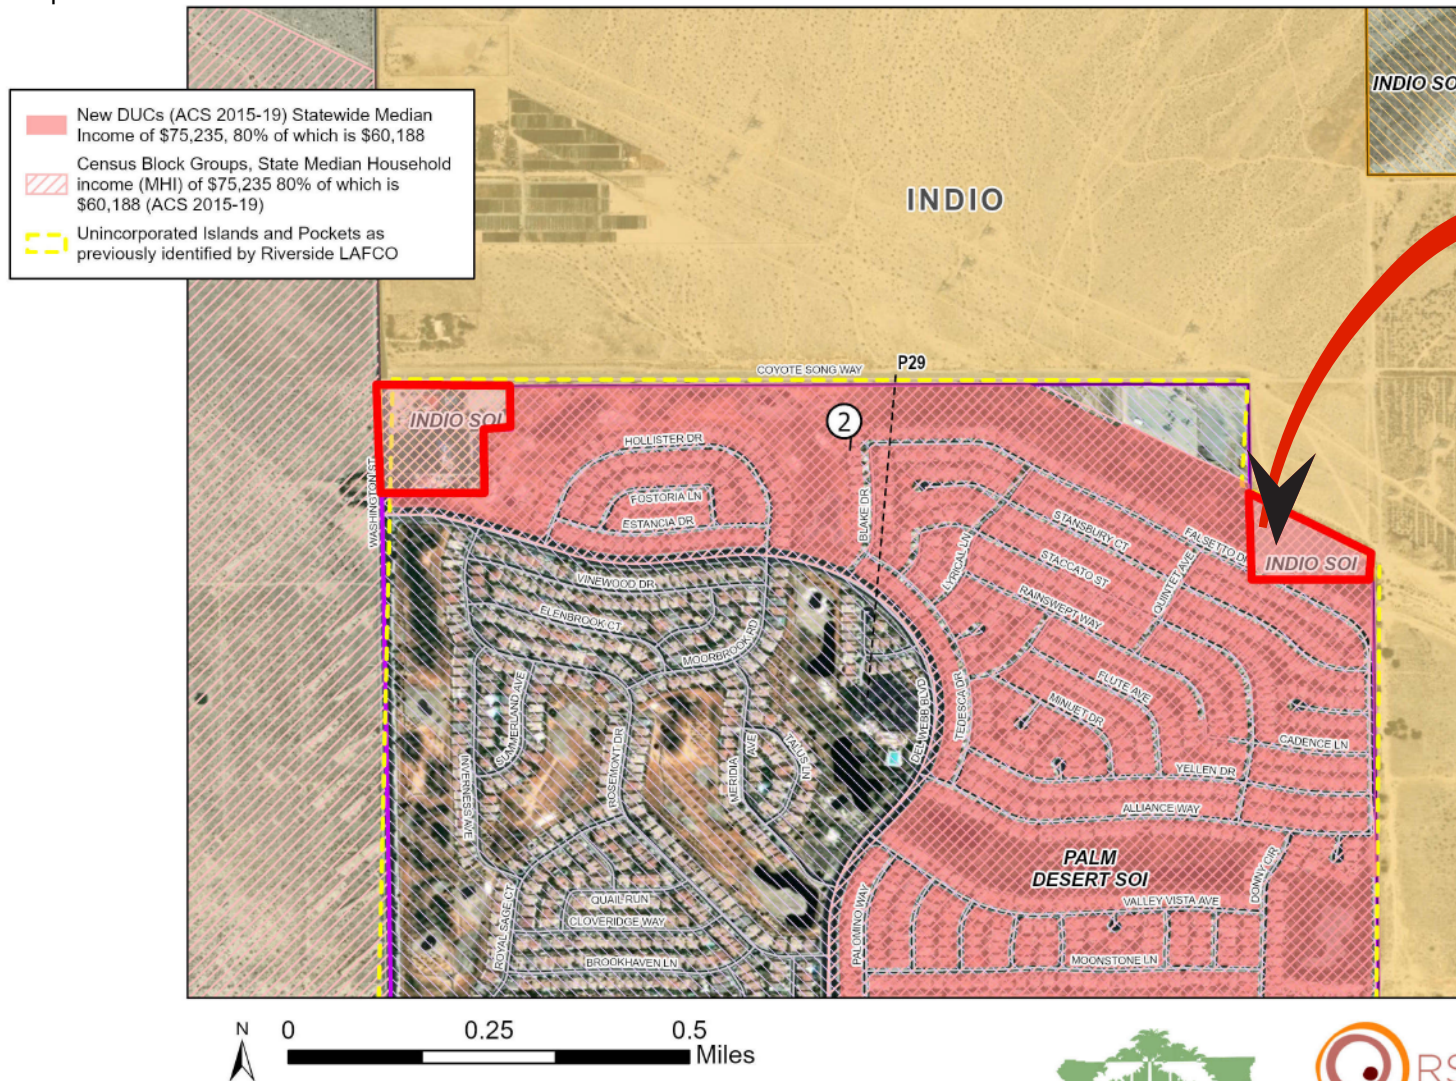 New DUCs (ACS 2015-19) Statewide Median
Income of $75,235, 80% of which is $60,188
Census Block Groups, State Median Household
income (MHI) of $75,235 80% of which is
$60,188 (ACS 2015-19)
Unincorporated Islands and Pockets as
previously identified by Riverside LAFCO
INDIO SO
INDIO
P29
COYOTE SONG WAY
2
INDIO SOI
HOLLISTER DR
FOSTORIA LN
ESTANCIA DR
WASHINGTON ST
BLAKE DR
LYRICAL LN
STANSBURY CT
STACCATO ST
RAINSWEPT WAY
QUINTET AVE
FALSETTO DR
INDIO SOI
VINEWOOD DR
ELENBROOK CT
MOORBROOK RD
SUMMERLAND AVE
INVERNESS AVE
ROSEMONT DR
MERIDIA AVE
TALUS LN
DEL WEBB BLVD
TEDESCA DR
FLUTE AVE
MINUET DR
CADENCE LN
YELLEN DR
ALLIANCE WAY
PALM
DESERT SOI
DONNY CIR
VALLEY VISTA AVE
PALOMINO WAY
MOONSTONE LN
ROYAL SAGE CT
QUAIL RUN
CLOVERIDGE WAY
BROOKHAVEN LN
N
0 0.25 0.5
Miles
RS